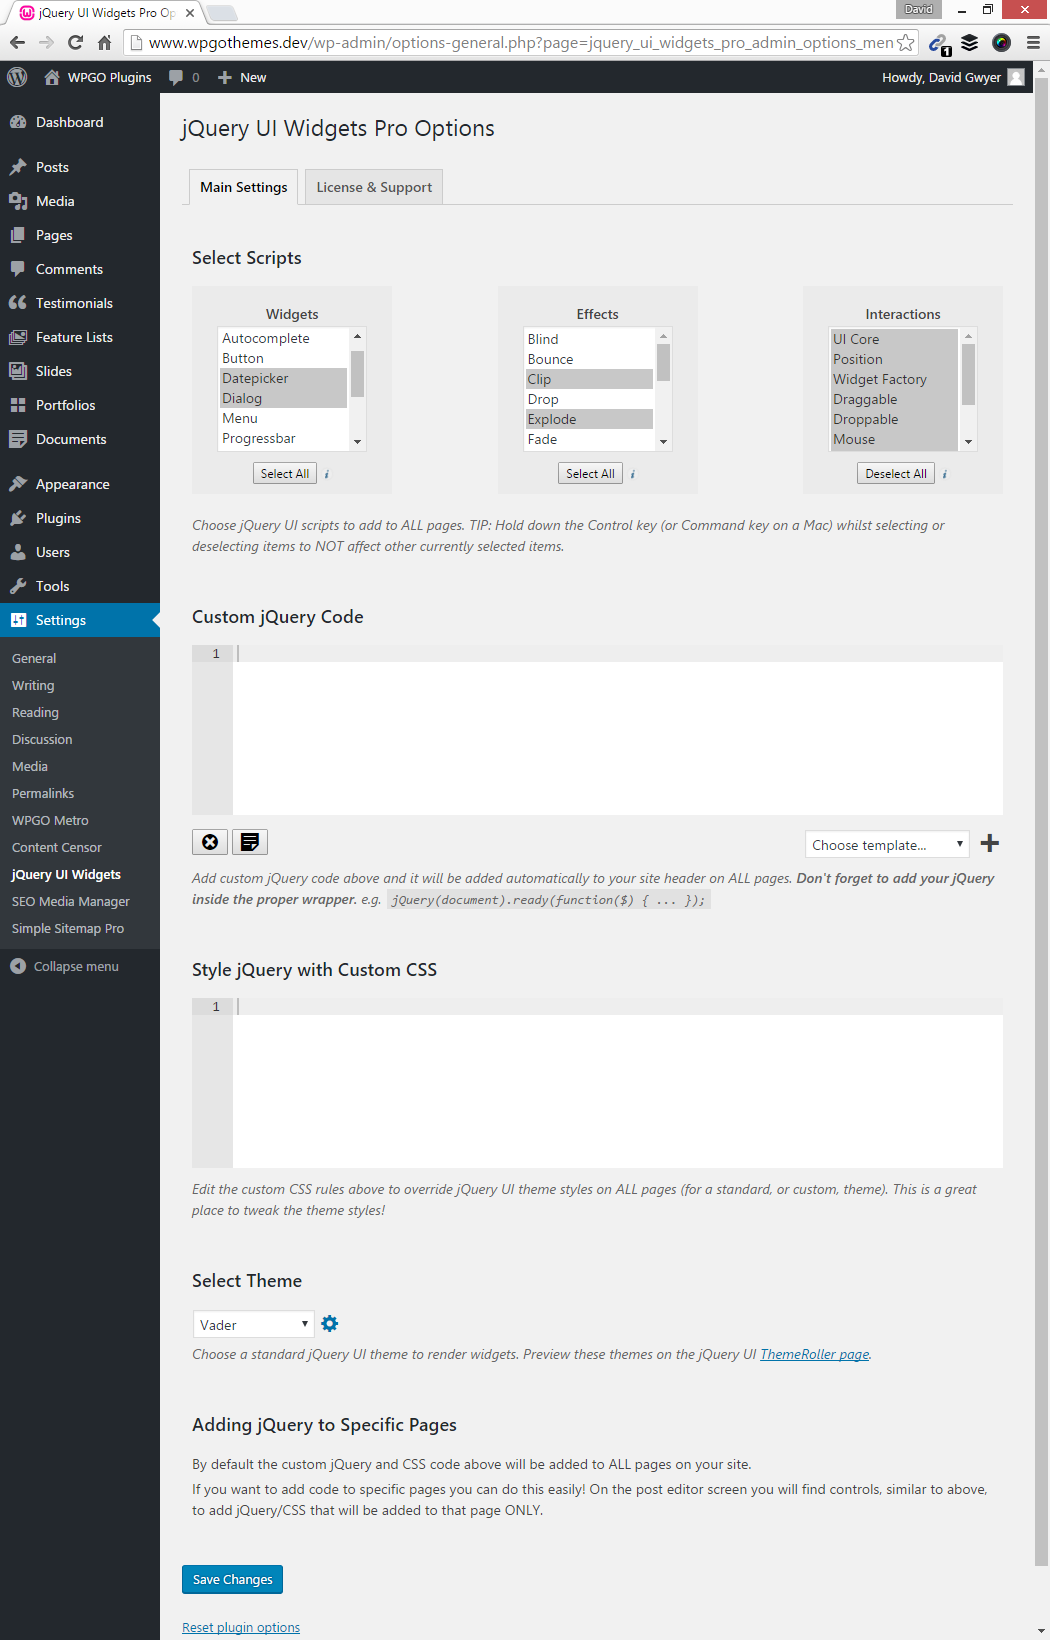 jQuery UI Widgets Pro Op
David
www.wpgothemes.dev/wp-admin/options-general.php?page=jquery_ui_widgets_pro_admin_options_men
1
WPGO Plugins
0
New
Howdy, David Gwyer
Dashboard
Posts
Media
Pages
Comments
Testimonials
Feature Lists
Slides
Portfolios
Documents
Appearance
Plugins
Users
Tools
Settings
General
Writing
Reading
Discussion
Media
Permalinks
WPGO Metro
Content Censor
jQuery UI Widgets
SEO Media Manager
Simple Sitemap Pro
Collapse menu
jQuery UI Widgets Pro Options
Main Settings
License & Support
Select Scripts
Widgets
Autocomplete
Button
Datepicker
Dialog
Menu
Progressbar
Select All
i
Effects
Blind
Bounce
Clip
Drop
Explode
Fade
Select All
i
Interactions
UI Core
Position
Widget Factory
Draggable
Droppable
Mouse
Deselect All
i
Choose jQuery UI scripts to add to ALL pages. TIP: Hold down the Control key (or Command key on a Mac) whilst selecting or
deselecting items to NOT affect other currently selected items.
Custom jQuery Code
1
Choose template...
Add custom jQuery code above and it will be added automatically to your site header on ALL pages. Don't forget to add your jQuery
inside the proper wrapper. e.g. jQuery(document).ready(function($) { ... });
Style jQuery with Custom CSS
1
Edit the custom CSS rules above to override jQuery UI theme styles on ALL pages (for a standard, or custom, theme). This is a great
place to tweak the theme styles!
Select Theme
Vader
Choose a standard jQuery UI theme to render widgets. Preview these themes on the jQuery UI ThemeRoller page.
Adding jQuery to Specific Pages
By default the custom jQuery and CSS code above will be added to ALL pages on your site.
If you want to add code to specific pages you can do this easily! On the post editor screen you will find controls, similar to above,
to add jQuery/CSS that will be added to that page ONLY.
Save Changes
Reset plugin options